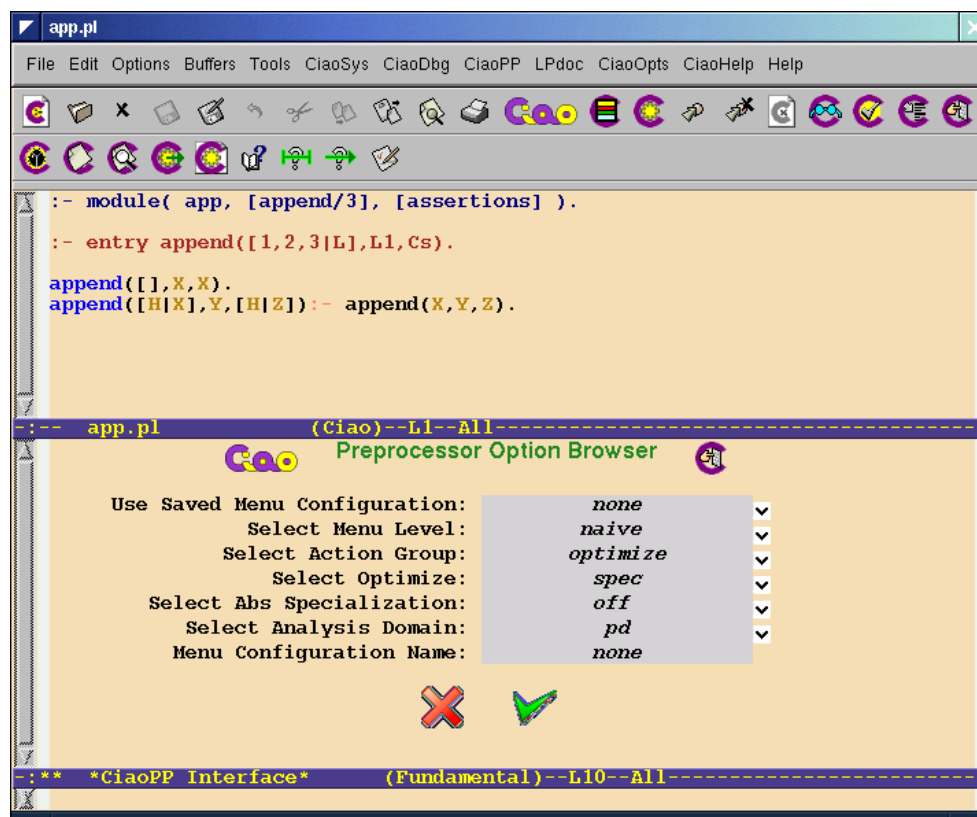 app.pl
File Edit Options Buffers Tools CiaoSys CiaoDbg CiaoPP LPdoc CiaoOpts CiaoHelp Help
Ciao
:- module( app, [append/3], [assertions] ).
:- entry append([1,2,3|L],L1,Cs).
append([],X,X).
append([H|X],Y,[H|Z]):- append(X,Y,Z).
-:-- app.pl (Ciao)--L1--All----------------------------------------
Ciao Preprocessor Option Browser
Use Saved Menu Configuration: none
Select Menu Level: naive
Select Action Group: optimize
Select Optimize: spec
Select Abs Specialization: off
Select Analysis Domain: pd
Menu Configuration Name: none
-:** *CiaoPP Interface* (Fundamental)--L10--All-------------------------